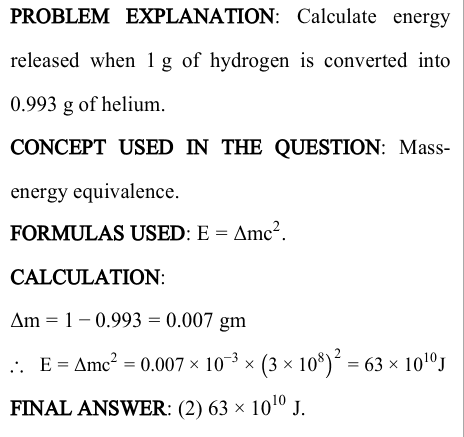 PROBLEM EXPLANATION: Calculate energy
released when 1 g of hydrogen is converted into
0.993 g of helium.
CONCEPT USED IN THE QUESTION: Mass-
energy equivalence.
FORMULAS USED: E = Δmc².
CALCULATION:
Δm = 1 − 0.993 = 0.007 gm
∴ E = Δmc² = 0.007 × 10⁻³ × (3 × 10⁸)² = 63 × 10¹⁰J
FINAL ANSWER: (2) 63 × 10¹⁰ J.